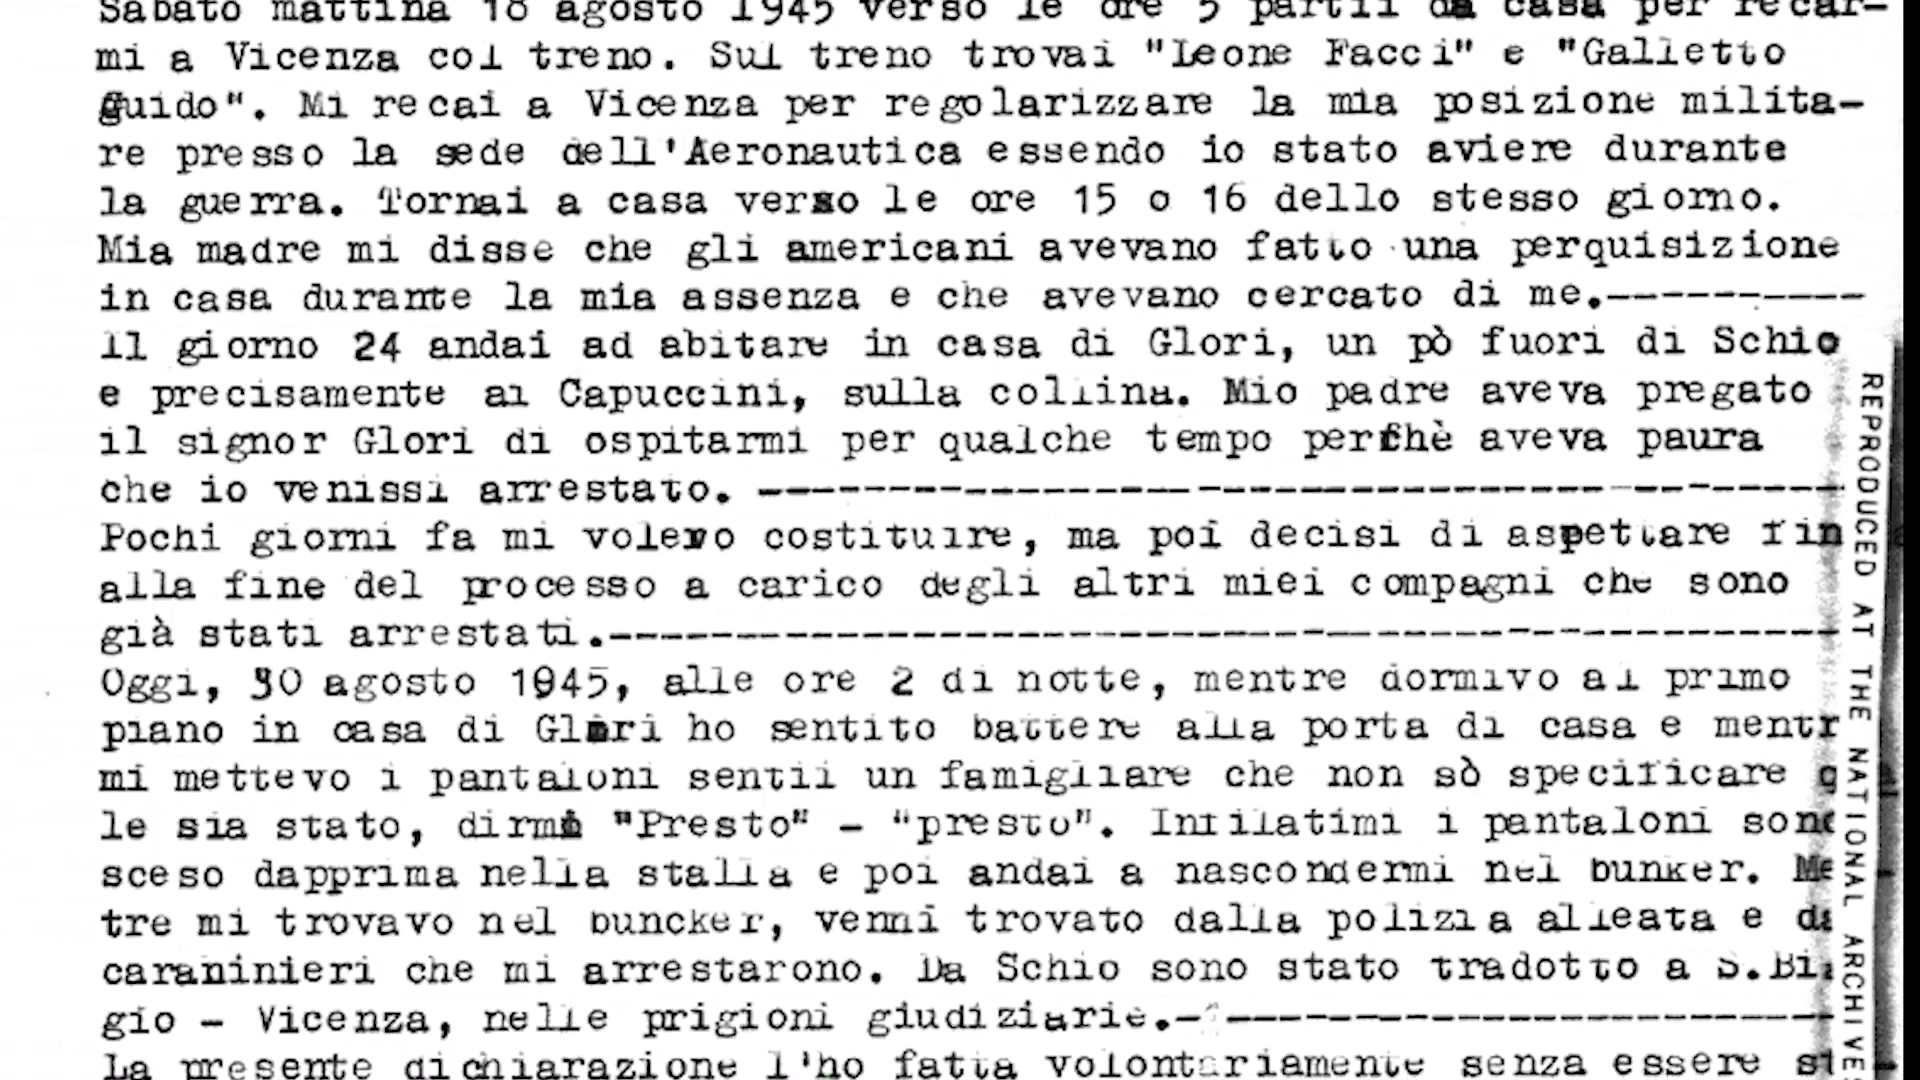 Sabato mattina 18 agosto 1945 verso le ore 5 partii da casa per recar-
mi a Vicenza col treno. Sul treno trovai "Leone Facci" e "Galletto
Guido". Mi recai a Vicenza per regolarizzare la mia posizione milita-
re presso la sede dell'Aeronautica essendo io stato aviere durante
la guerra. Tornai a casa verso le ore 15 o 16 dello stesso giorno.
Mia madre mi disse che gli americani avevano fatto una perquisizione
in casa durante la mia assenza e che avevano cercato di me.----------
Il giorno 24 andai ad abitare in casa di Glori, un pò fuori di Schio
e precisamente ai Capuccini, sulla collina. Mio padre aveva pregato
il signor Glori di ospitarmi per qualche tempo perchè aveva paura
che io venissi arrestato. ------------------------------------------
Pochi giorni fa mi volevo costituire, ma poi decisi di aspettare fin
alla fine del processo a carico degli altri miei compagni che sono
già stati arrestati.------------------------------------------------
Oggi, 30 agosto 1945, alle ore 2 di notte, mentre dormivo al primo
piano in casa di Glori ho sentito battere alla porta di casa e mentr
mi mettevo i pantaloni sentii un famigliare che non sò specificare q
le sia stato, dirmi "Presto" - "presto". Infilatimi i pantaloni sono
sceso dapprima nella stalla e poi andai a nascondermi nel bunker. Me
tre mi trovavo nel buncker, venni trovato dalla polizia alleata e da
caraninieri che mi arrestarono. Da Schio sono stato tradotto a S.Bia
gio - Vicenza, nelle prigioni giudiziarie.--------------------------
La presente dichiarazione l'ho fatta volontariamente senza essere st
REPRODUCED AT THE NATIONAL ARCHIVES